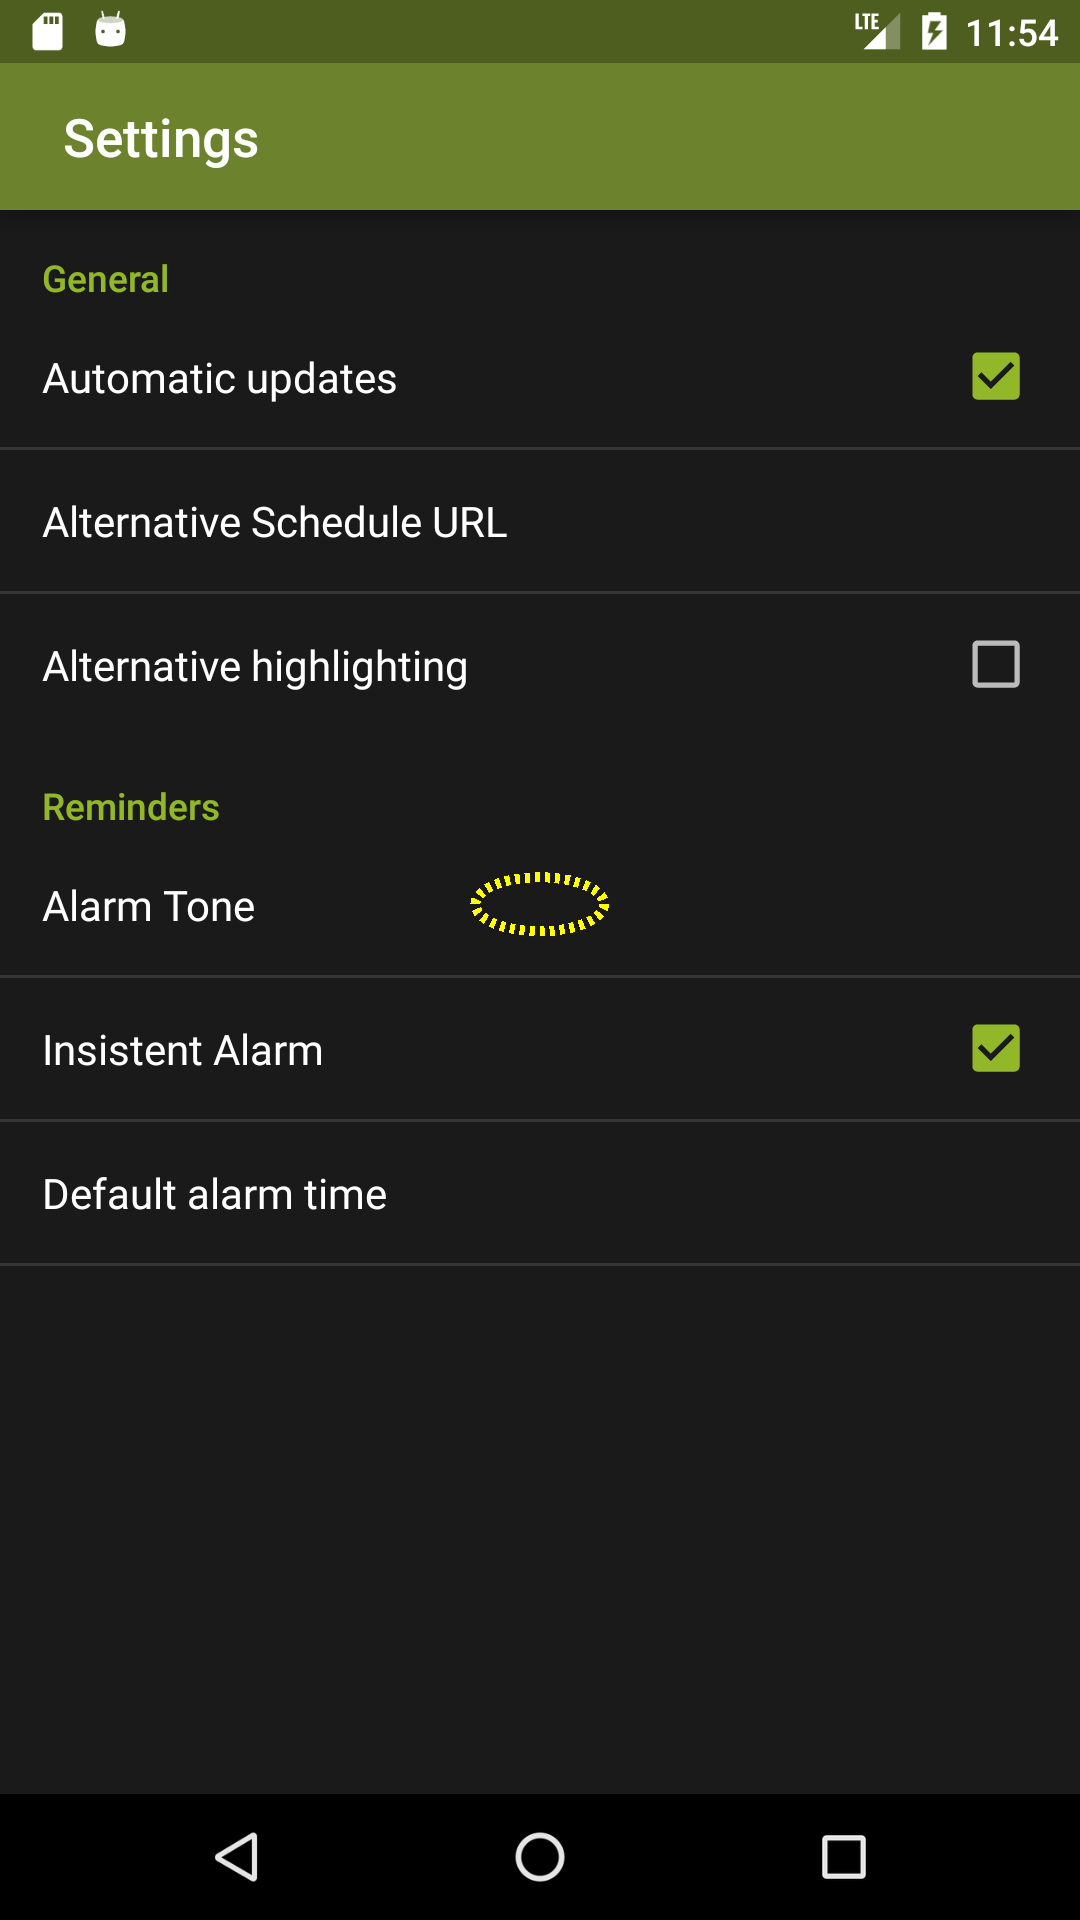 LTE 11:54
Settings
General
Automatic updates
Alternative Schedule URL
Alternative highlighting
Reminders
Alarm Tone
Insistent Alarm
Default alarm time